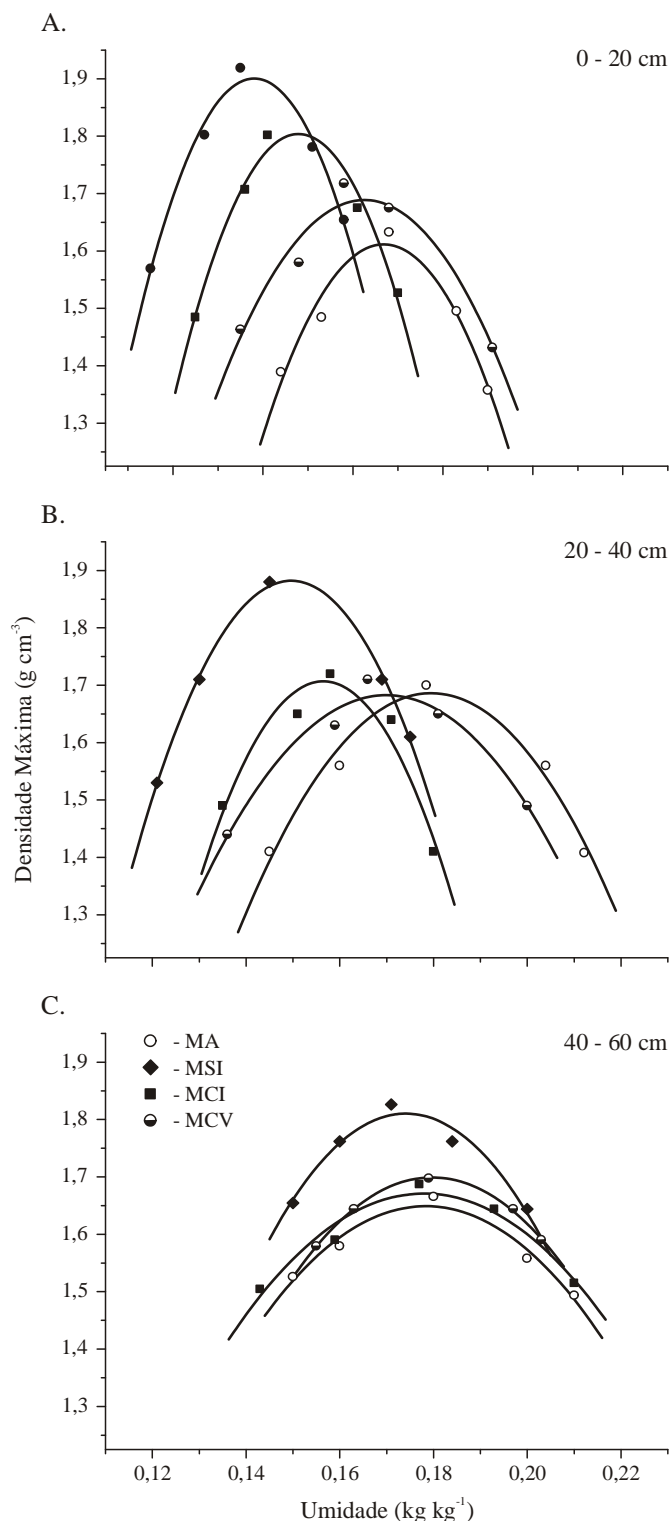 A.
0 - 20 cm
1,9
1,8
1,7
1,6
1,5
1,4
1,3
B.
20 - 40 cm
1,9
1,8
1,7
1,6
1,5
1,4
1,3
Densidade Máxima (g cm⁻³)
C.
40 - 60 cm
- MA
- MSI
- MCI
- MCV
1,9
1,8
1,7
1,6
1,5
1,4
1,3
0,12 0,14 0,16 0,18 0,20 0,22
Umidade (kg kg⁻¹)